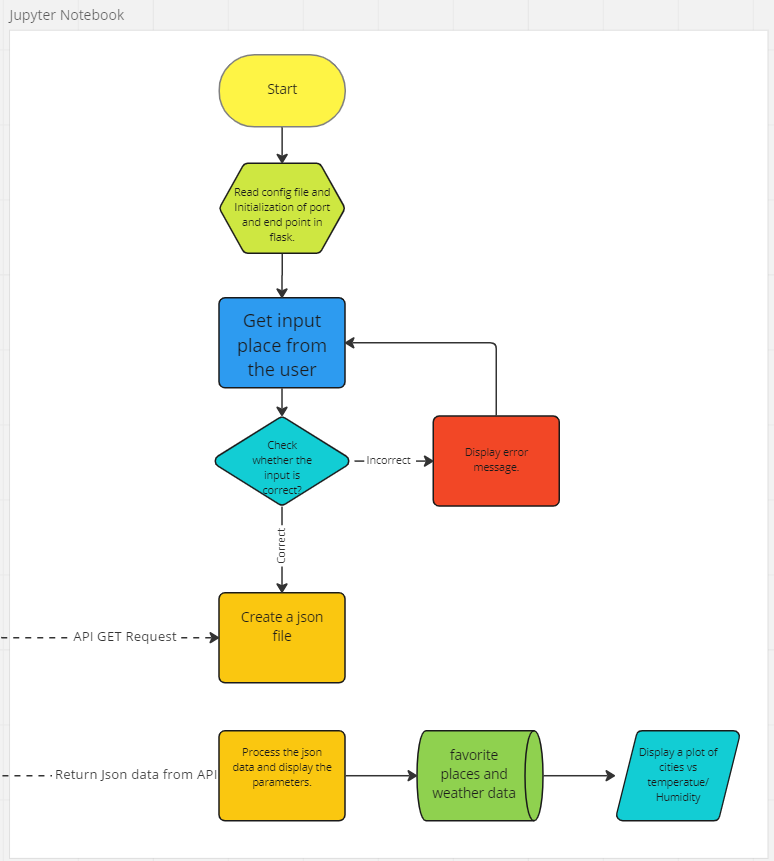 Jupyter Notebook
Start
Read config file and
Initialization of port
and end point in
flask.
Get input
place from
the user
Check
whether the
input is
correct?
Incorrect
Display error
message.
Correct
Create a json
file
API GET Request
Process the json
data and display the
parameters.
Return Json data from API
favorite
places and
weather data
Display a plot of
cities vs
temperatue/
Humidity